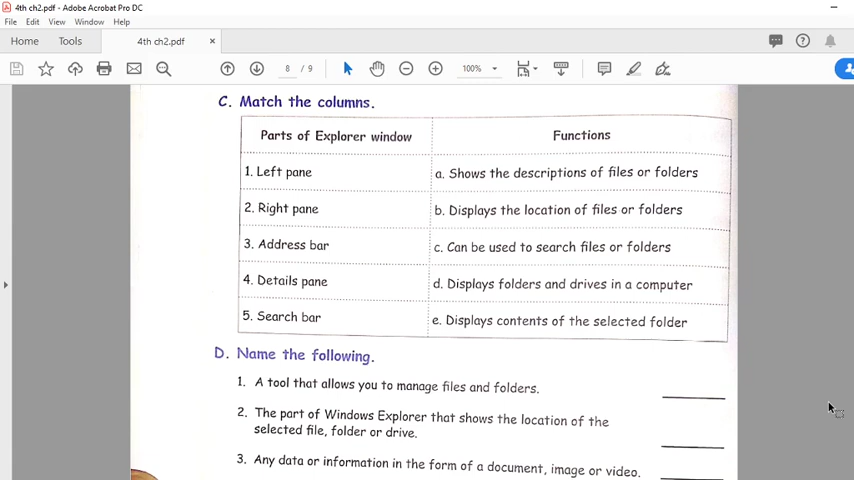 4th ch2.pdf - Adobe Acrobat Pro DC
File Edit View Window Help
Home Tools 4th ch2.pdf ×
8 / 9 100%
C. Match the columns.
Parts of Explorer window Functions
1. Left pane a. Shows the descriptions of files or folders
2. Right pane b. Displays the location of files or folders
3. Address bar c. Can be used to search files or folders
4. Details pane d. Displays folders and drives in a computer
5. Search bar e. Displays contents of the selected folder
D. Name the following.
1. A tool that allows you to manage files and folders.
2. The part of Windows Explorer that shows the location of the
selected file, folder or drive.
3. Any data or information in the form of a document, image or video.